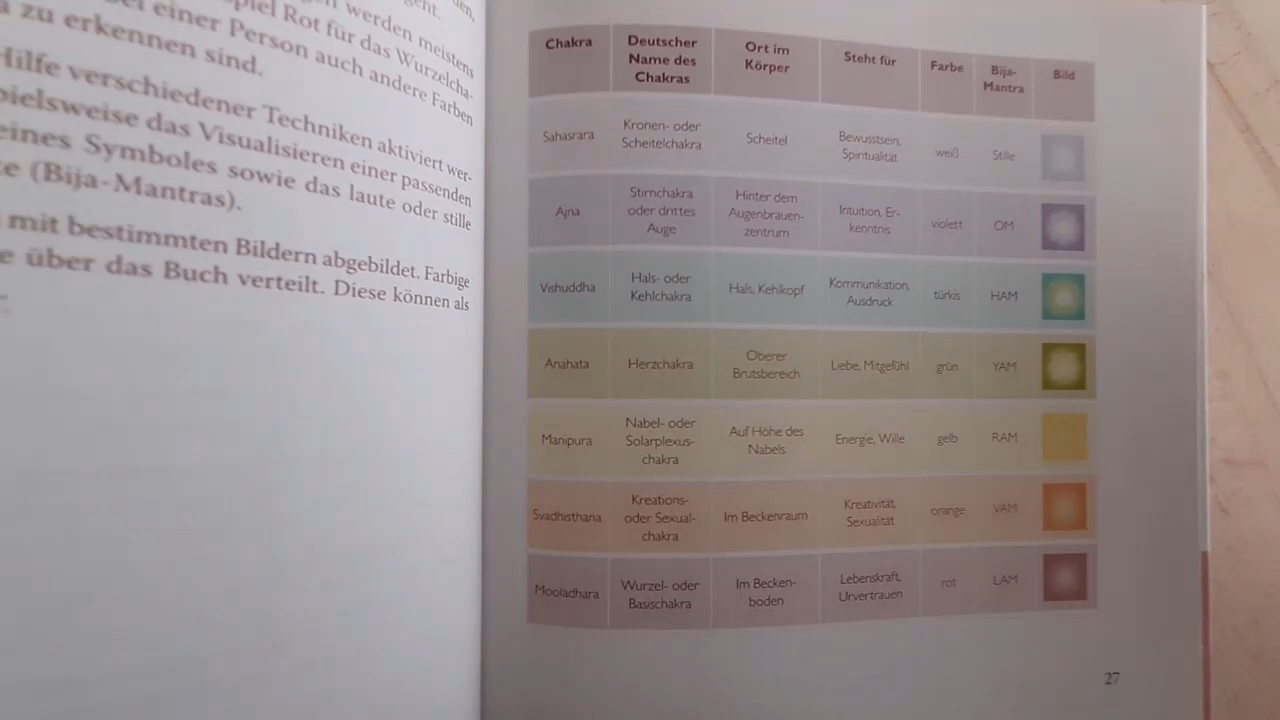 geht.
werden meistens
Rot für das Wurzelcha-
einer Person auch andere Farben
zu erkennen sind.
Hilfe verschiedener Techniken aktiviert wer-
das Visualisieren einer passenden
eines Symboles sowie das laute oder stille
(Bija-Mantras).
mit bestimmten Bildern abgebildet. Farbige
über das Buch verteilt. Diese können als
Chakra
Deutscher
Name des
Chakras
Ort im
Körper
Steht für
Farbe
Bija-
Mantra
Bild
Sahasrara
Kronen- oder
Scheitelchakra
Scheitel
Bewusstsein,
Spiritualität
weiß
Stille
Ajna
Stirnchakra
oder drittes
Auge
Hinter dem
Augenbrauen-
zentrum
Intuition, Er-
kenntnis
violett
OM
Vishuddha
Hals- oder
Kehlchakra
Hals, Kehlkopf
Kommunikation,
Ausdruck
türkis
HAM
Anahata
Herzchakra
Oberer
Brutsbereich
Liebe, Mitgefühl
grün
YAM
Manipura
Nabel- oder
Solarplexus-
chakra
Auf Höhe des
Nabels
Energie, Wille
gelb
RAM
Svadhisthana
Kreations-
oder Sexual-
chakra
Im Beckenraum
Kreativität,
Sexualität
orange
VAM
Mooladhara
Wurzel- oder
Basischakra
Im Becken-
boden
Lebenskraft,
Urvertrauen
rot
LAM
27